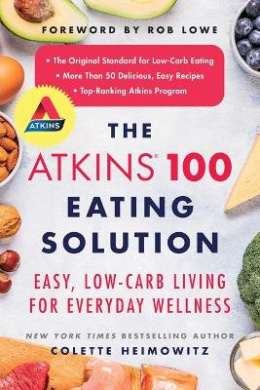 FOREWORD BY ROB LOWE
• The Original Standard for Low-Carb Eating
• More Than 50 Delicious, Easy Recipes
• Top-Ranking Atkins Program
ATKINS
THE
ATKINS® 100
EATING
SOLUTION
EASY, LOW-CARB LIVING
FOR EVERYDAY WELLNESS
NEW YORK TIMES BESTSELLING AUTHOR
COLETTE HEIMOWITZ